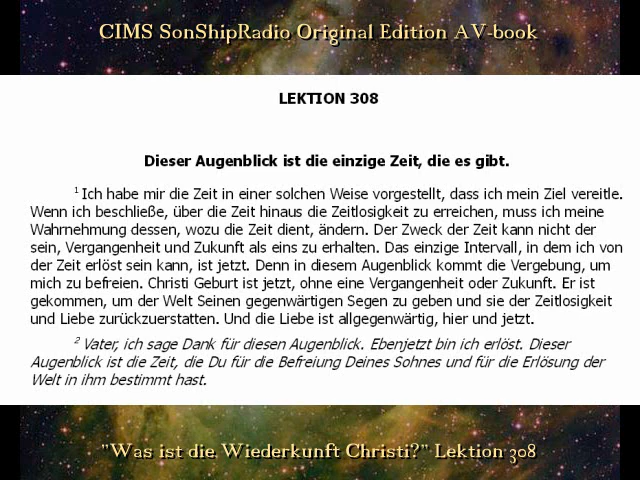 CIMS SonShipRadio Original Edition AV-book
LEKTION 308
Dieser Augenblick ist die einzige Zeit, die es gibt.
1 Ich habe mir die Zeit in einer solchen Weise vorgestellt, dass ich mein Ziel vereitle.
Wenn ich beschließe, über die Zeit hinaus die Zeitlosigkeit zu erreichen, muss ich meine
Wahrnehmung dessen, wozu die Zeit dient, ändern. Der Zweck der Zeit kann nicht der
sein, Vergangenheit und Zukunft als eins zu erhalten. Das einzige Intervall, in dem ich von
der Zeit erlöst sein kann, ist jetzt. Denn in diesem Augenblick kommt die Vergebung, um
mich zu befreien. Christi Geburt ist jetzt, ohne eine Vergangenheit oder Zukunft. Er ist
gekommen, um der Welt Seinen gegenwärtigen Segen zu geben und sie der Zeitlosigkeit
und Liebe zurückzuerstatten. Und die Liebe ist allgegenwärtig, hier und jetzt.
2 Vater, ich sage Dank für diesen Augenblick. Ebenjetzt bin ich erlöst. Dieser
Augenblick ist die Zeit, die Du für die Befreiung Deines Sohnes und für die Erlösung der
Welt in ihm bestimmt hast.
"Was ist die Wiederkunft Christi?" Lektion 308